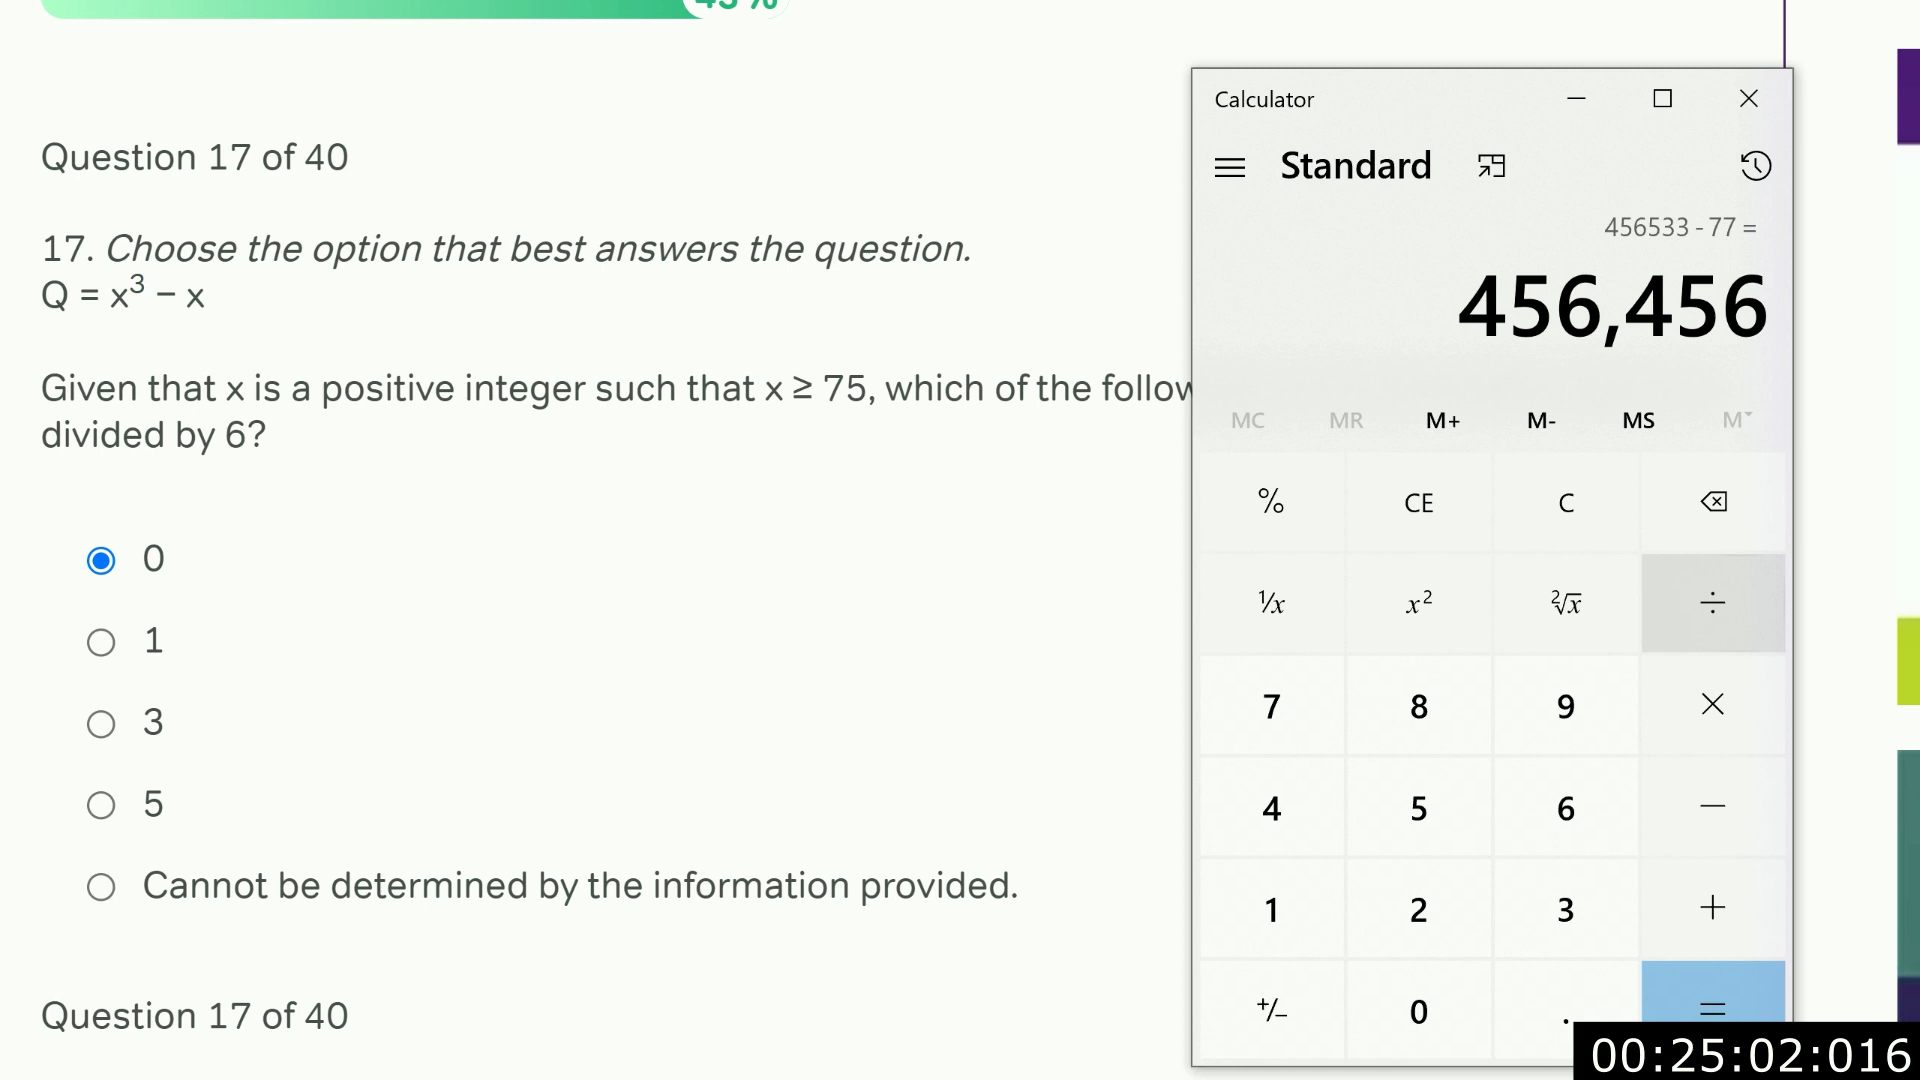 Question 17 of 40
17. Choose the option that best answers the question.
Q = x³ − x
Given that x is a positive integer such that x ≥ 75, which of the
divided by 6?
0
1
3
5
Cannot be determined by the information provided.
Question 17 of 40
Calculator
Standard
456533 - 77 =
456,456
MC MR M+ M- MS M˅
% CE C
¹/x x² ²√x ÷
7 8 9 ×
4 5 6 −
1 2 3 +
+/− 0 . =
00:25:02:016